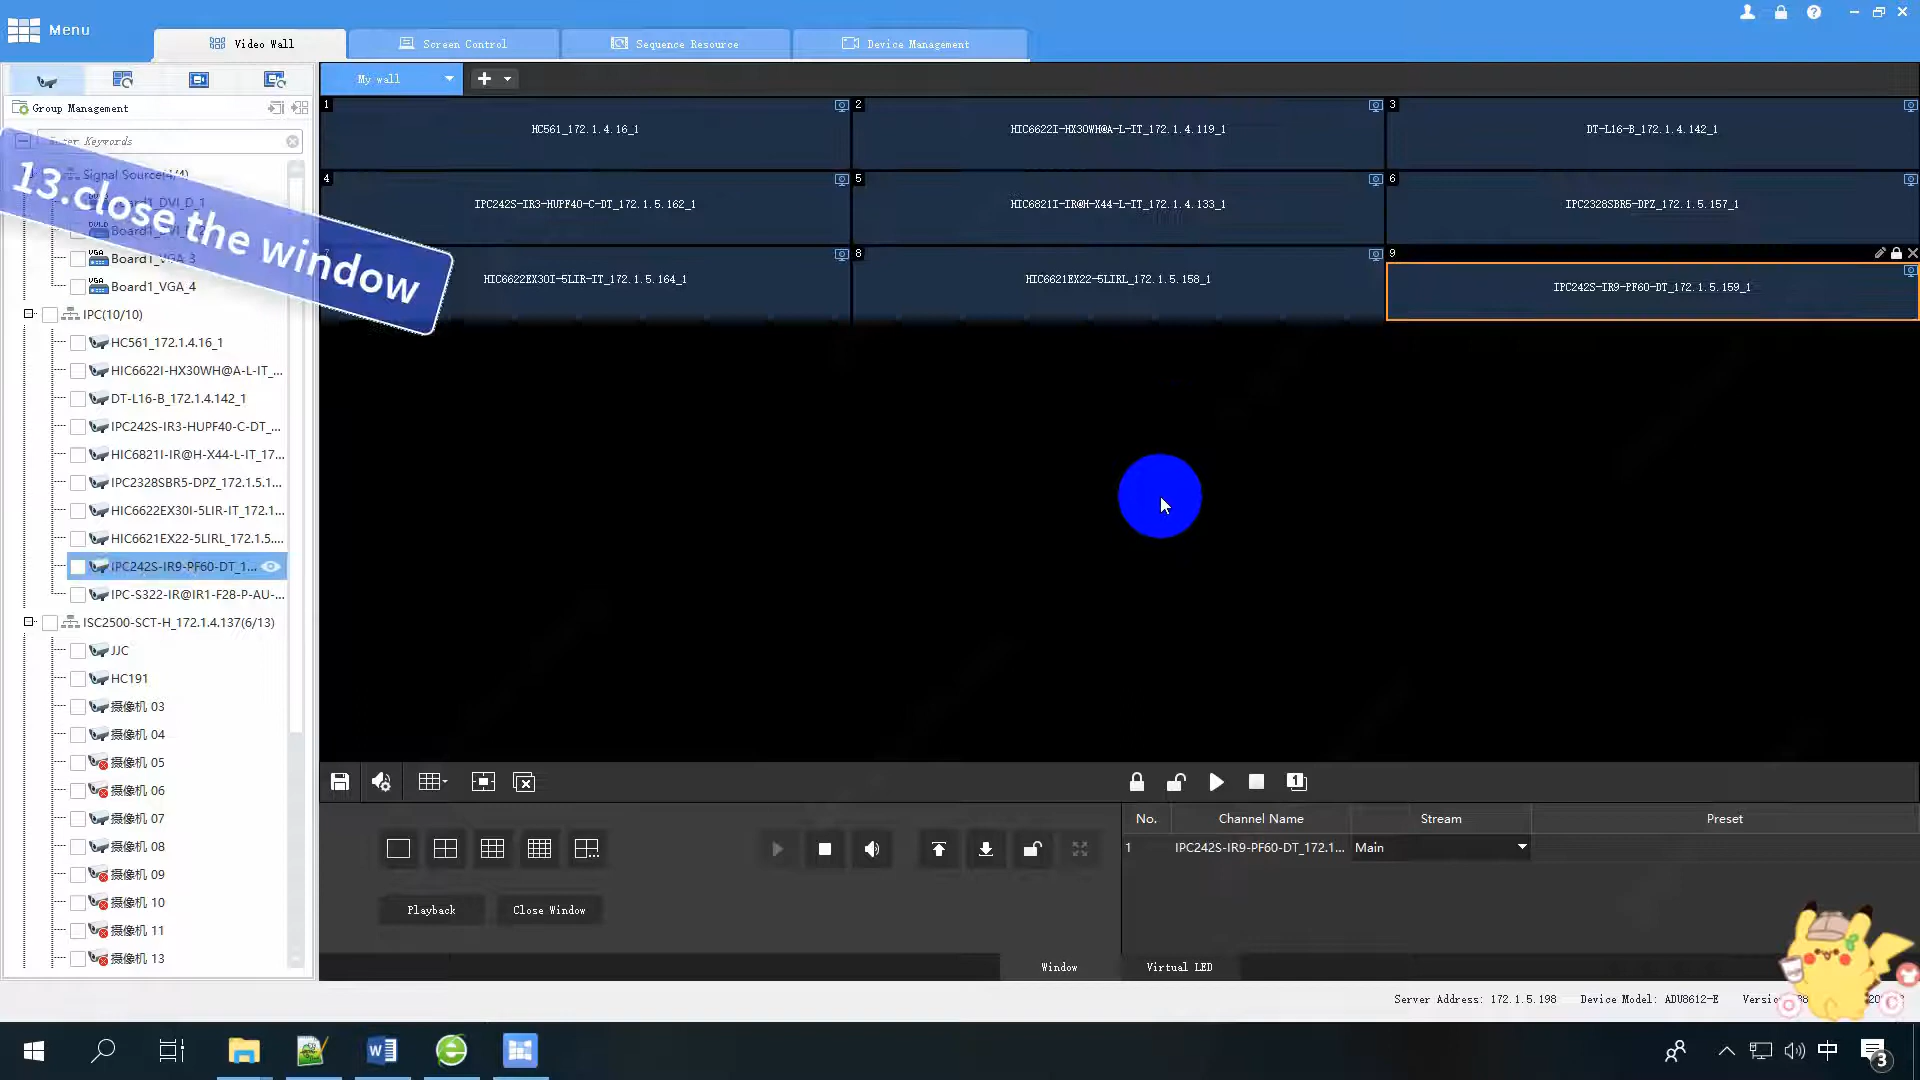 Menu
Video Wall
Screen Control
Sequence Resource
Device Management
Group Management
Enter Keywords
Signal Source(4/4)
Board1_DVI_D_1
Board1_VGA_4
13.close the window
IPC(10/10)
HC561_172.1.4.16_1
HIC6622I-HX30WH@A-L-IT_...
DT-L16-B_172.1.4.142_1
IPC242S-IR3-HUPF40-C-DT_...
HIC6821I-IR@H-X44-L-IT_17...
IPC2328SBR5-DPZ_172.1.5.1...
HIC6622EX30I-5LIR-IT_172.1...
HIC6621EX22-5LIRL_172.1.5....
IPC242S-IR9-PF60-DT_1...
IPC-S322-IR@IR1-F28-P-AU-...
ISC2500-SCT-H_172.1.4.137(6/13)
JJC
HC191
摄像机 03
摄像机 04
摄像机 05
摄像机 06
摄像机 07
摄像机 08
摄像机 09
摄像机 10
摄像机 11
摄像机 13
My wall
1
HC561_172.1.4.16_1
2
HIC6622I-HX30WH@A-L-IT_172.1.4.119_1
3
DT-L16-B_172.1.4.142_1
4
IPC242S-IR3-HUPF40-C-DT_172.1.5.162_1
5
HIC6821I-IR@H-X44-L-IT_172.1.4.133_1
6
IPC2328SBR5-DPZ_172.1.5.157_1
7
HIC6622EX30I-5LIR-IT_172.1.5.164_1
8
HIC6621EX22-5LIRL_172.1.5.158_1
9
IPC242S-IR9-PF60-DT_172.1.5.159_1
1
Playback
Close Window
No. Channel Name Stream Preset
1 IPC242S-IR9-PF60-DT_172.1... Main
Window
Virtual LED
Server Address: 172.1.5.198 Device Model: ADU8612-E
中
3